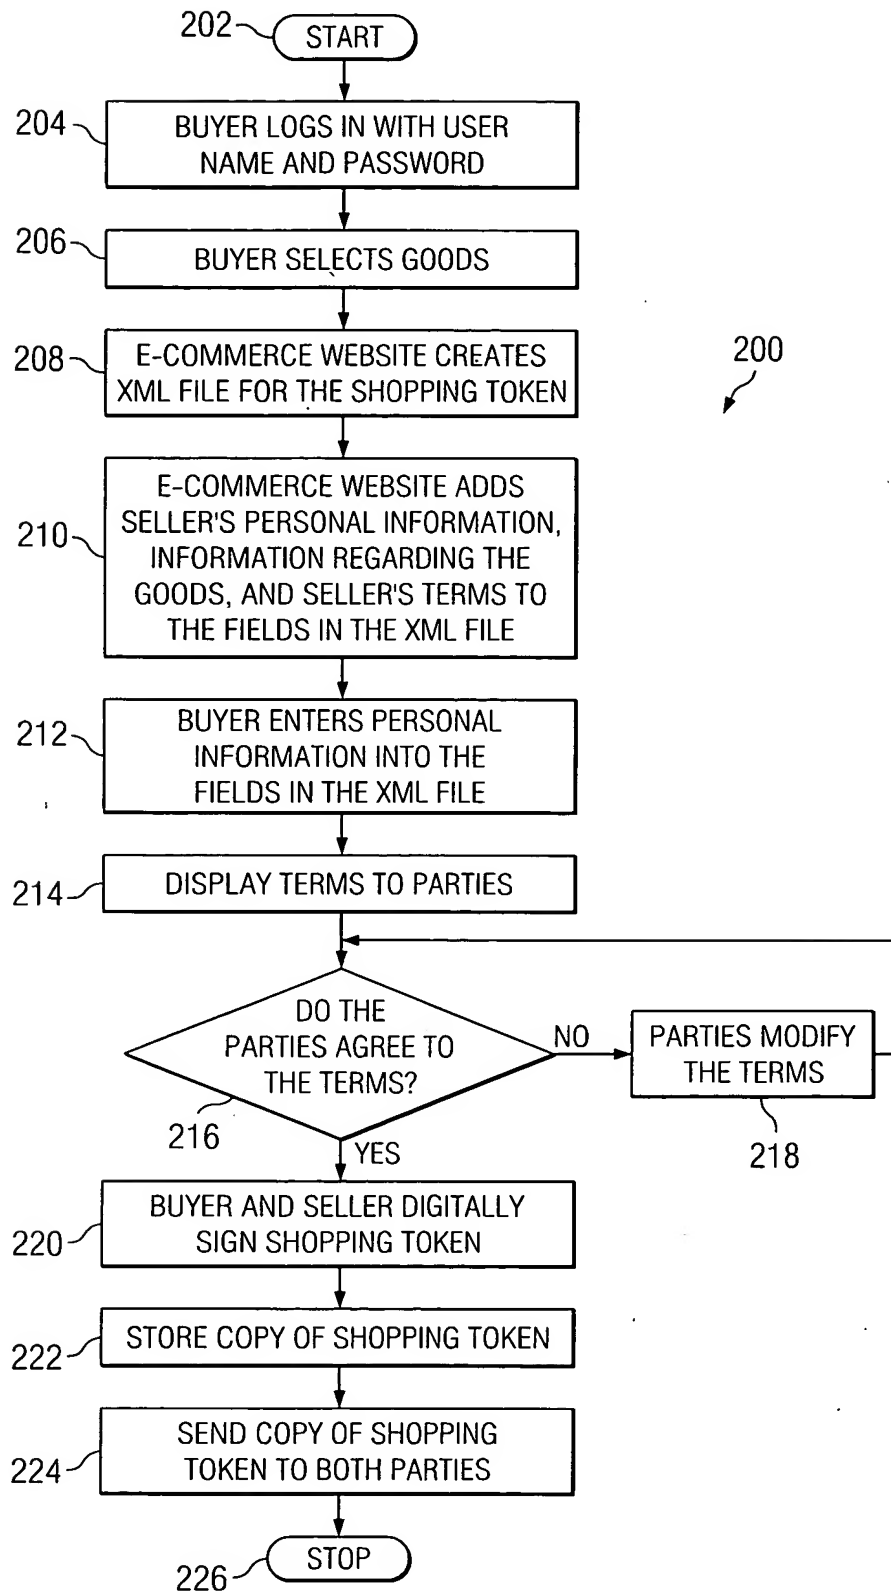 202
START
204
BUYER LOGS IN WITH USER
NAME AND PASSWORD
206
BUYER SELECTS GOODS
208
E-COMMERCE WEBSITE CREATES
XML FILE FOR THE SHOPPING TOKEN
200
210
E-COMMERCE WEBSITE ADDS
SELLER'S PERSONAL INFORMATION,
INFORMATION REGARDING THE
GOODS, AND SELLER'S TERMS TO
THE FIELDS IN THE XML FILE
212
BUYER ENTERS PERSONAL
INFORMATION INTO THE
FIELDS IN THE XML FILE
214
DISPLAY TERMS TO PARTIES
DO THE
PARTIES AGREE TO
THE TERMS?
216
NO
PARTIES MODIFY
THE TERMS
218
YES
220
BUYER AND SELLER DIGITALLY
SIGN SHOPPING TOKEN
222
STORE COPY OF SHOPPING TOKEN
224
SEND COPY OF SHOPPING
TOKEN TO BOTH PARTIES
226
STOP